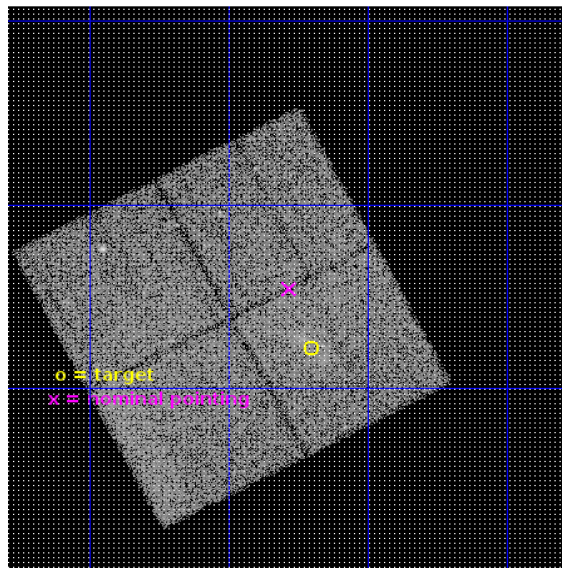 o = target
x = nominal pointing